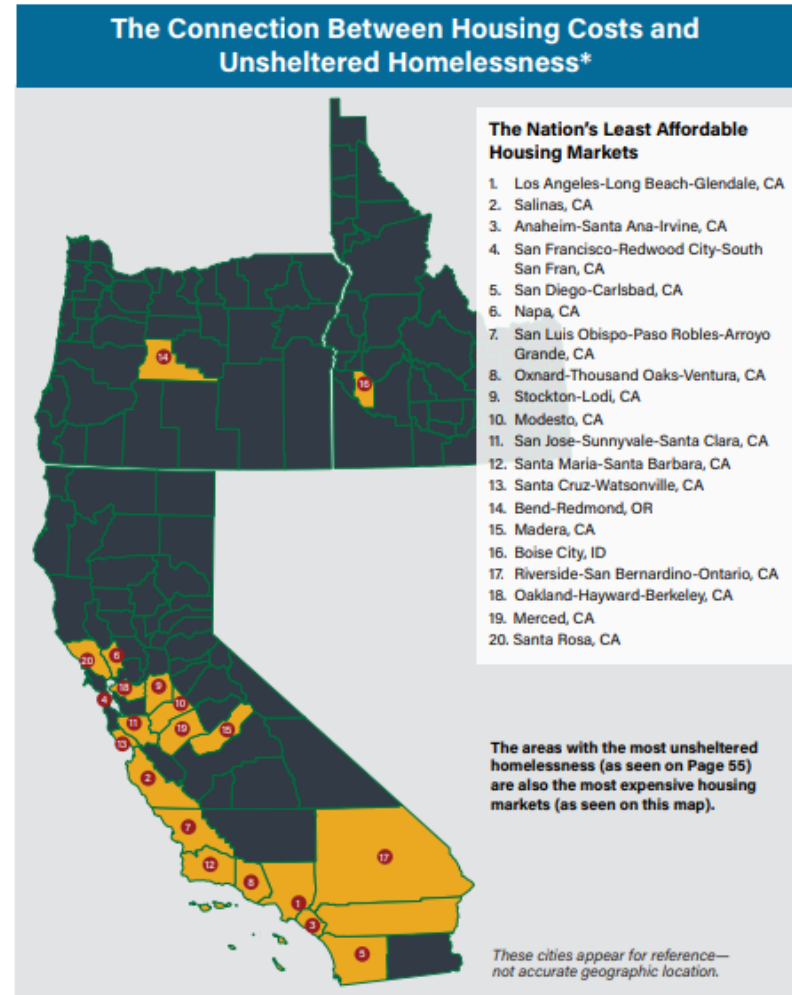 The Connection Between Housing Costs and
Unsheltered Homelessness*
The Nation's Least Affordable
Housing Markets
1. Los Angeles-Long Beach-Glendale, CA
2. Salinas, CA
3. Anaheim-Santa Ana-Irvine, CA
4. San Francisco-Redwood City-South
San Fran, CA
5. San Diego-Carlsbad, CA
6. Napa, CA
7. San Luis Obispo-Paso Robles-Arroyo
Grande, CA
8. Oxnard-Thousand Oaks-Ventura, CA
9. Stockton-Lodi, CA
10. Modesto, CA
11. San Jose-Sunnyvale-Santa Clara, CA
12. Santa Maria-Santa Barbara, CA
13. Santa Cruz-Watsonville, CA
14. Bend-Redmond, OR
15. Madera, CA
16. Boise City, ID
17. Riverside-San Bernardino-Ontario, CA
18. Oakland-Hayward-Berkeley, CA
19. Merced, CA
20. Santa Rosa, CA
14
16
20
6
18
9
4
10
11
19
15
13
2
7
12
8
17
1
3
5
The areas with the most unsheltered
homelessness (as seen on Page 55)
are also the most expensive housing
markets (as seen on this map).
These cities appear for reference—
not accurate geographic location.